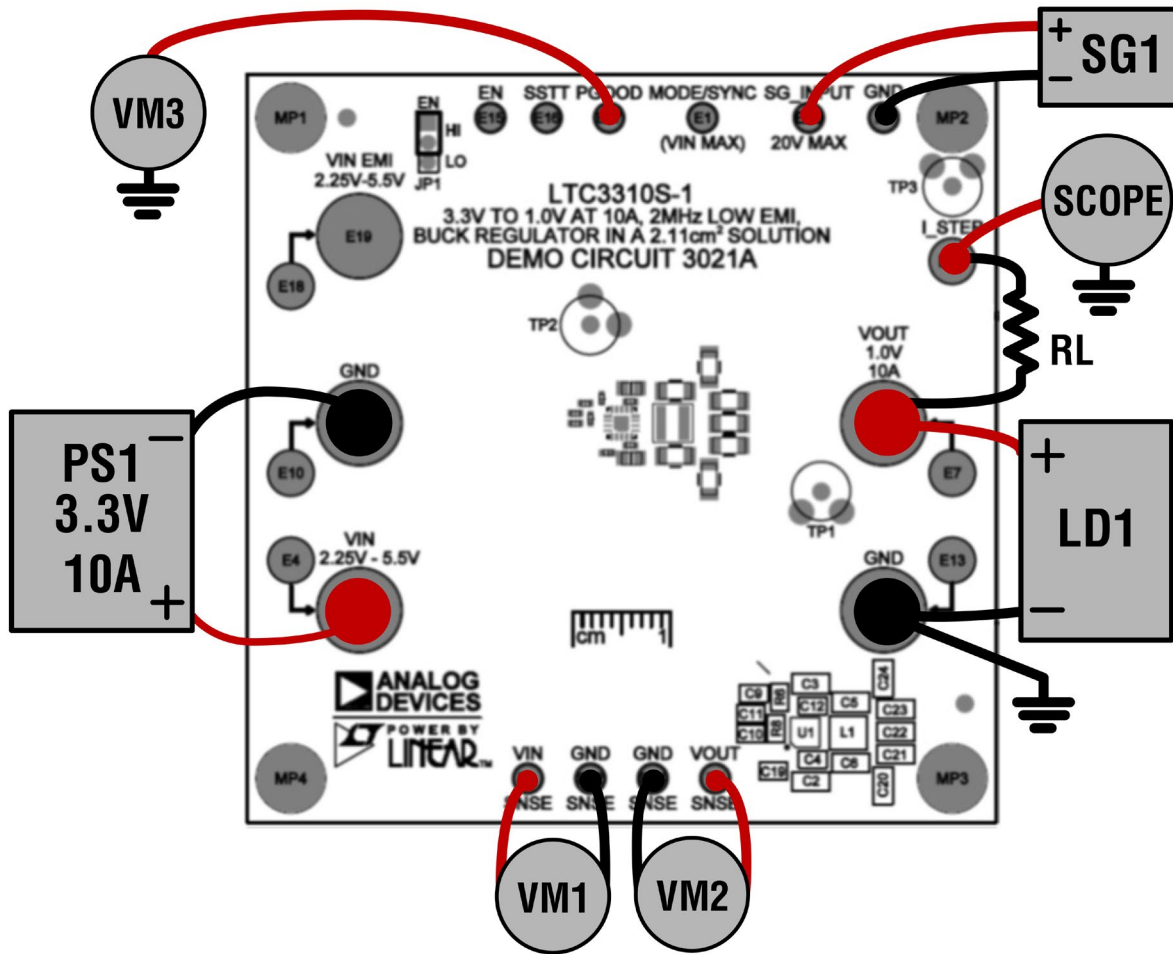 SG1
+
−
VM3
SCOPE
MP1
EN
HI
LO
JP1
EN
E15
SSTT
E16
PGOOD
MODE/SYNC
E1
(VIN MAX)
SG_INPUT
20V MAX
GND
MP2
TP3
I_STEP
VIN EMI
2.25V-5.5V
E19
E18
LTC3310S-1
3.3V TO 1.0V AT 10A, 2MHz LOW EMI,
BUCK REGULATOR IN A 2.11cm² SOLUTION
DEMO CIRCUIT 3021A
TP2
VOUT
1.0V
10A
RL
GND
E10
E7
PS1
3.3V
10A
−
+
E4
VIN
2.25V - 5.5V
TP1
GND
E13
LD1
+
−
cm 1
ANALOG
DEVICES
POWER BY
LINEAR™
MP4
VIN
SNSE
GND
SNSE
GND
SNSE
VOUT
SNSE
C9
R6
C3
C24
C11
C12
C5
C23
C10
R8
U1
L1
C22
C4
C6
C21
C19
C2
C20
MP3
VM1
VM2